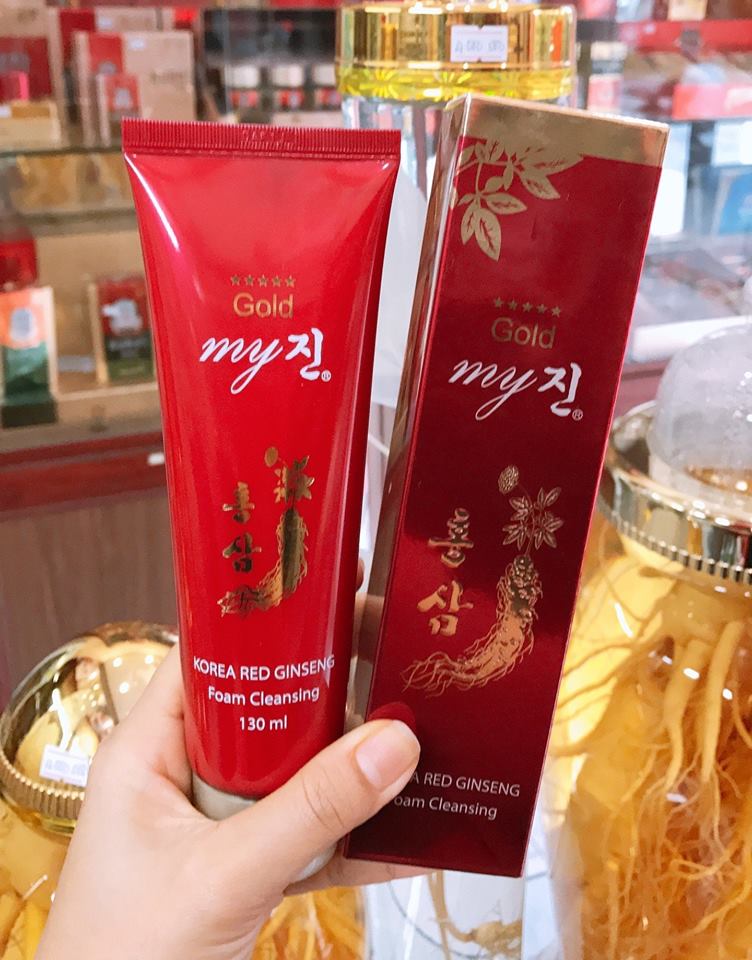 ★★★★★
Gold
my진®
홍
삼
KOREA RED GINSENG
Foam Cleansing
130 ml
★★★★★
Gold
my진®
홍
삼
A RED GINSENG
oam Cleansing